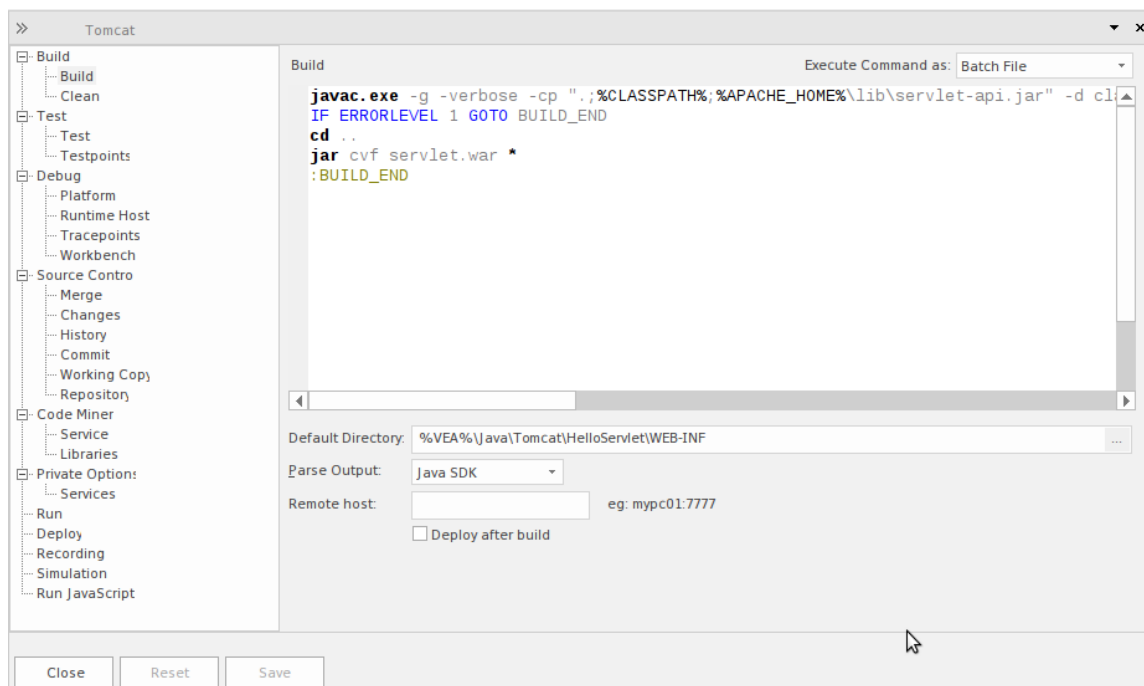 Tomcat
Build
Build
Clean
Test
Test
Testpoints
Debug
Platform
Runtime Host
Tracepoints
Workbench
Source Contro
Merge
Changes
History
Commit
Working Copy
Repository
Code Miner
Service
Libraries
Private Options
Services
Run
Deploy
Recording
Simulation
Run JavaScript
Build Execute Command as: Batch File
javac.exe -g -verbose -cp ".;%CLASSPATH%;%APACHE_HOME%\lib\servlet-api.jar" -d cla
IF ERRORLEVEL 1 GOTO BUILD_END
cd ..
jar cvf servlet.war *
:BUILD_END
Default Directory: %VEA%\Java\Tomcat\HelloServlet\WEB-INF ...
Parse Output: Java SDK
Remote host: eg: mypc01:7777
Deploy after build
Close Reset Save